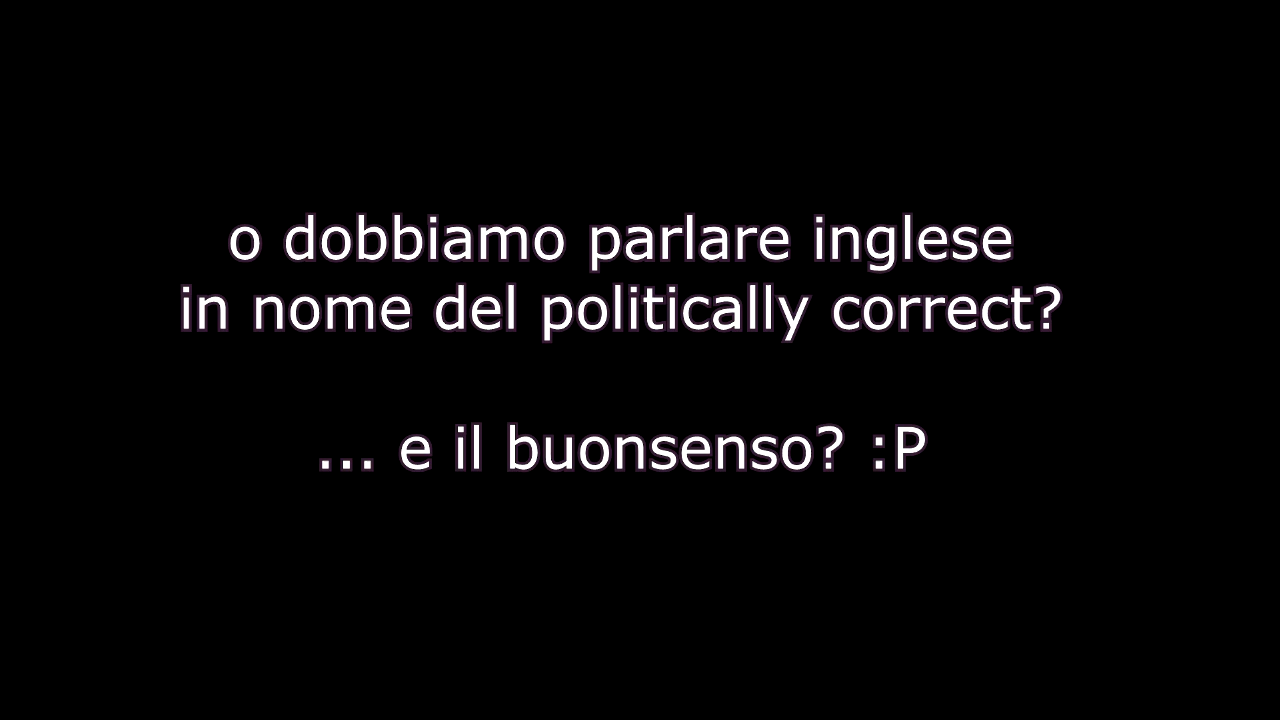 o dobbiamo parlare inglese
in nome del politically correct?
... e il buonsenso? :P